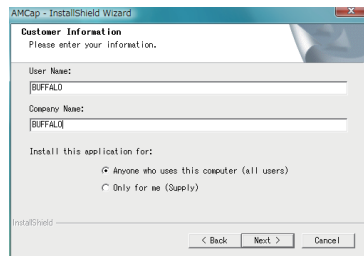 AMCap - InstallShield Wizard
Customer Information
Please enter your information.
User Name:
BUFFALO
Company Name:
BUFFALO
Install this application for:
Anyone who uses this computer (all users)
Only for me (Supply)
InstallShield
< Back Next > Cancel